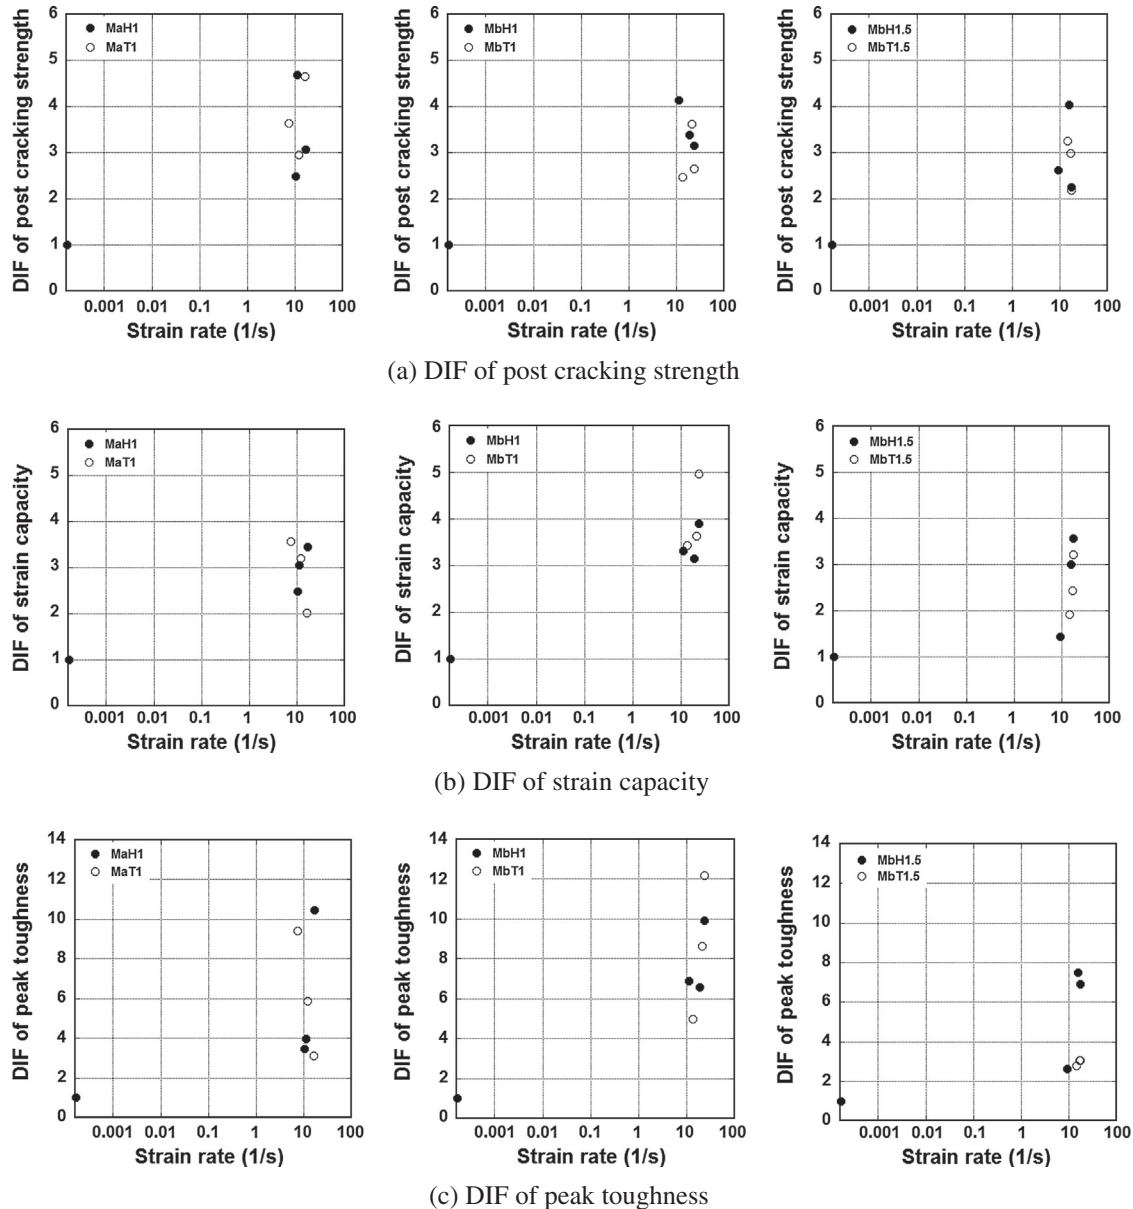 6
5
4
3
2
1
0
DIF of post cracking strength
MaH1
MaT1
0.001 0.01 0.1 1 10 100
Strain rate (1/s)
6
5
4
3
2
1
0
DIF of post cracking strength
MbH1
MbT1
0.001 0.01 0.1 1 10 100
Strain rate (1/s)
6
5
4
3
2
1
0
DIF of post cracking strength
MbH1.5
MbT1.5
0.001 0.01 0.1 1 10 100
Strain rate (1/s)
(a) DIF of post cracking strength
6
5
4
3
2
1
0
DIF of strain capacity
MaH1
MaT1
0.001 0.01 0.1 1 10 100
Strain rate (1/s)
6
5
4
3
2
1
0
DIF of strain capacity
MbH1
MbT1
0.001 0.01 0.1 1 10 100
Strain rate (1/s)
6
5
4
3
2
1
0
DIF of strain capacity
MbH1.5
MbT1.5
0.001 0.01 0.1 1 10 100
Strain rate (1/s)
(b) DIF of strain capacity
14
12
10
8
6
4
2
0
DIF of peak toughness
MaH1
MaT1
0.001 0.01 0.1 1 10 100
Strain rate (1/s)
14
12
10
8
6
4
2
0
DIF of peak toughness
MbH1
MbT1
0.001 0.01 0.1 1 10 100
Strain rate (1/s)
14
12
10
8
6
4
2
0
DIF of peak toughness
MbH1.5
MbT1.5
0.001 0.01 0.1 1 10 100
Strain rate (1/s)
(c) DIF of peak toughness